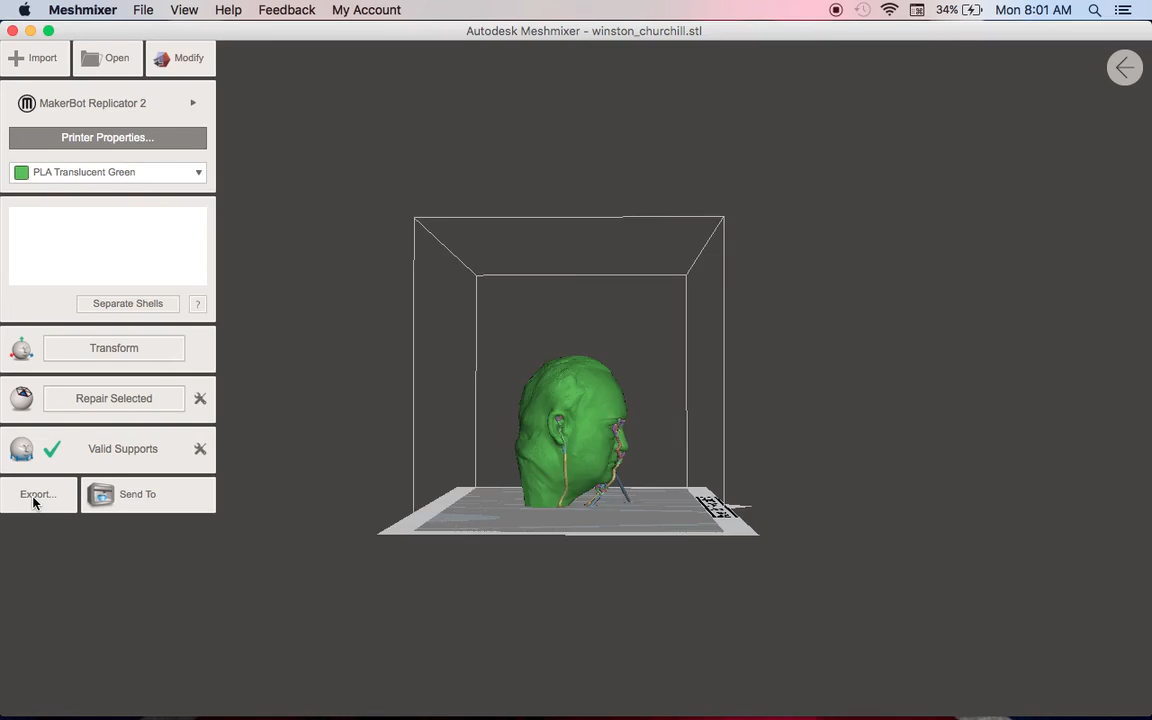 Meshmixer File View Help Feedback My Account 34% Mon 8:01 AM
Autodesk Meshmixer - winston_churchill.stl
Import Open Modify
MakerBot Replicator 2
Printer Properties...
PLA Translucent Green
Separate Shells ?
Transform
Repair Selected
Valid Supports
Export... Send To